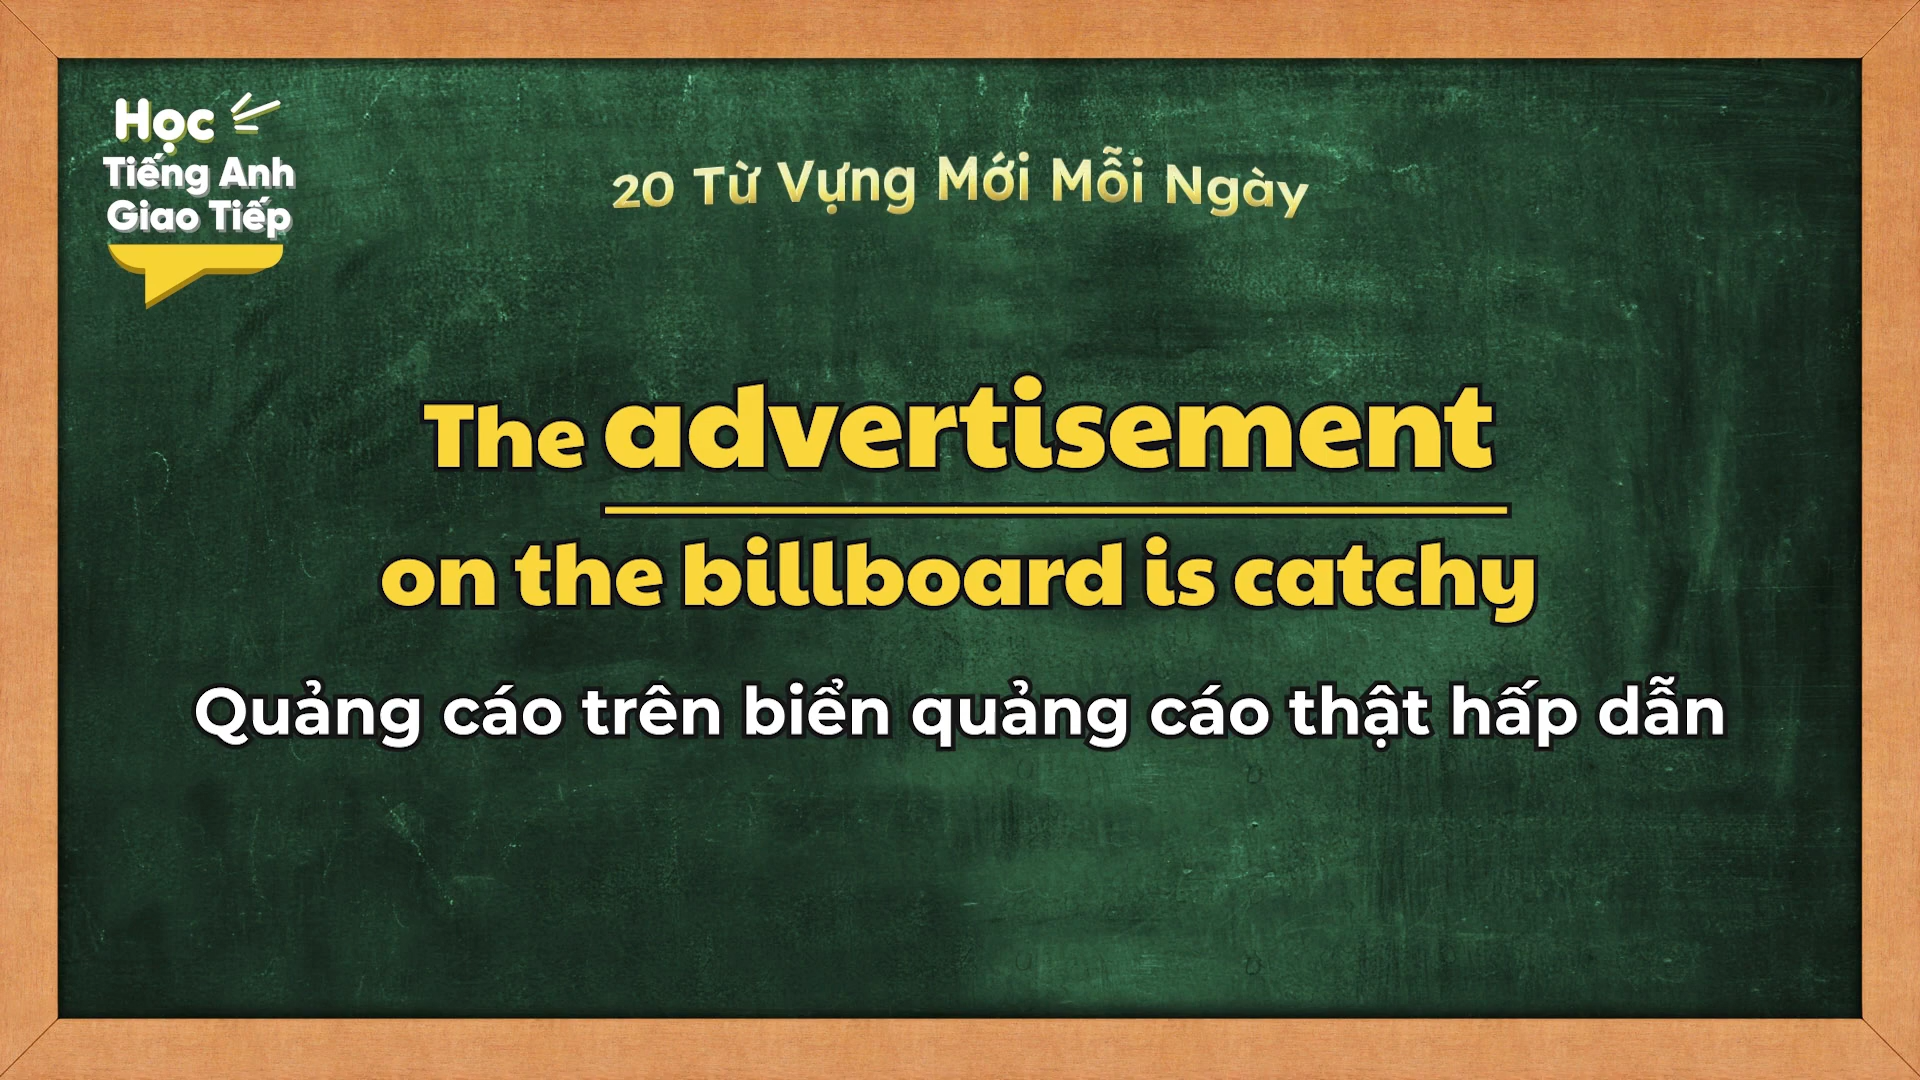 Học
Tiếng Anh
Giao Tiếp
20 Từ Vựng Mới Mỗi Ngày
The advertisement
on the billboard is catchy
Quảng cáo trên biển quảng cáo thật hấp dẫn